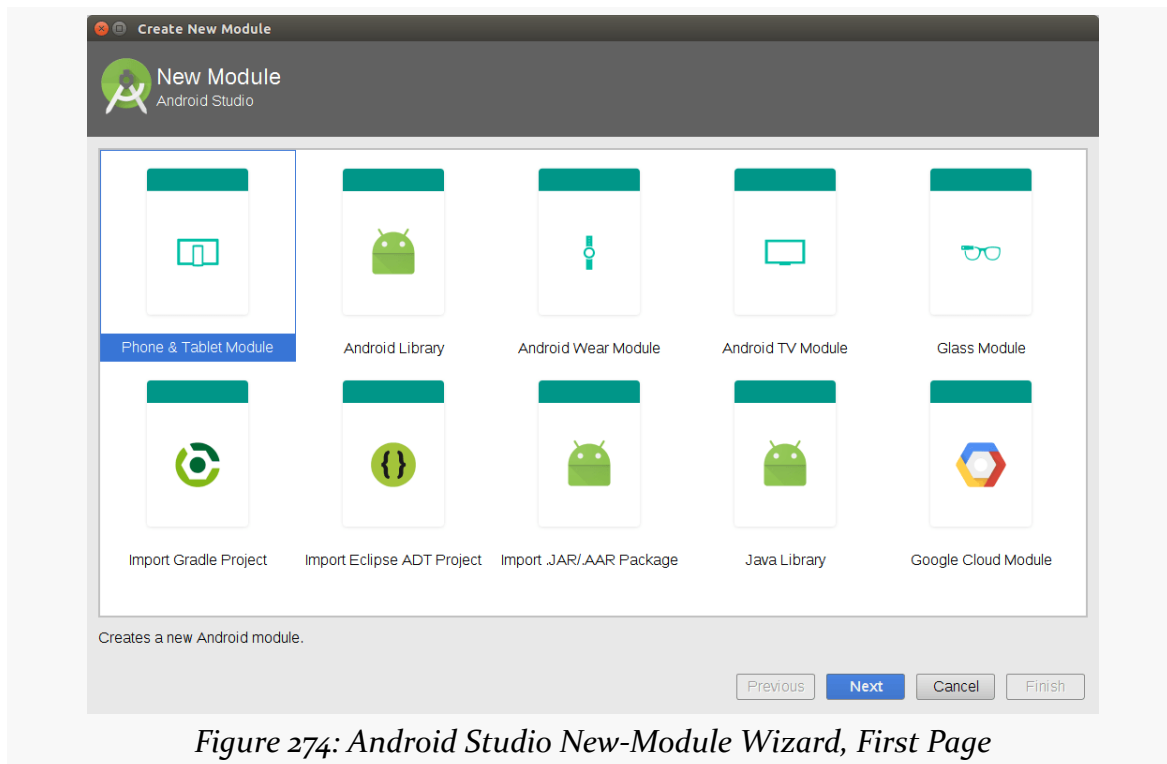 Create New Module
New Module
Android Studio
Phone & Tablet Module
Android Library
Android Wear Module
Android TV Module
Glass Module
{}
Import Gradle Project
Import Eclipse ADT Project
Import .JAR/.AAR Package
Java Library
Google Cloud Module
Creates a new Android module.
Previous
Next
Cancel
Finish
Figure 274: Android Studio New-Module Wizard, First Page